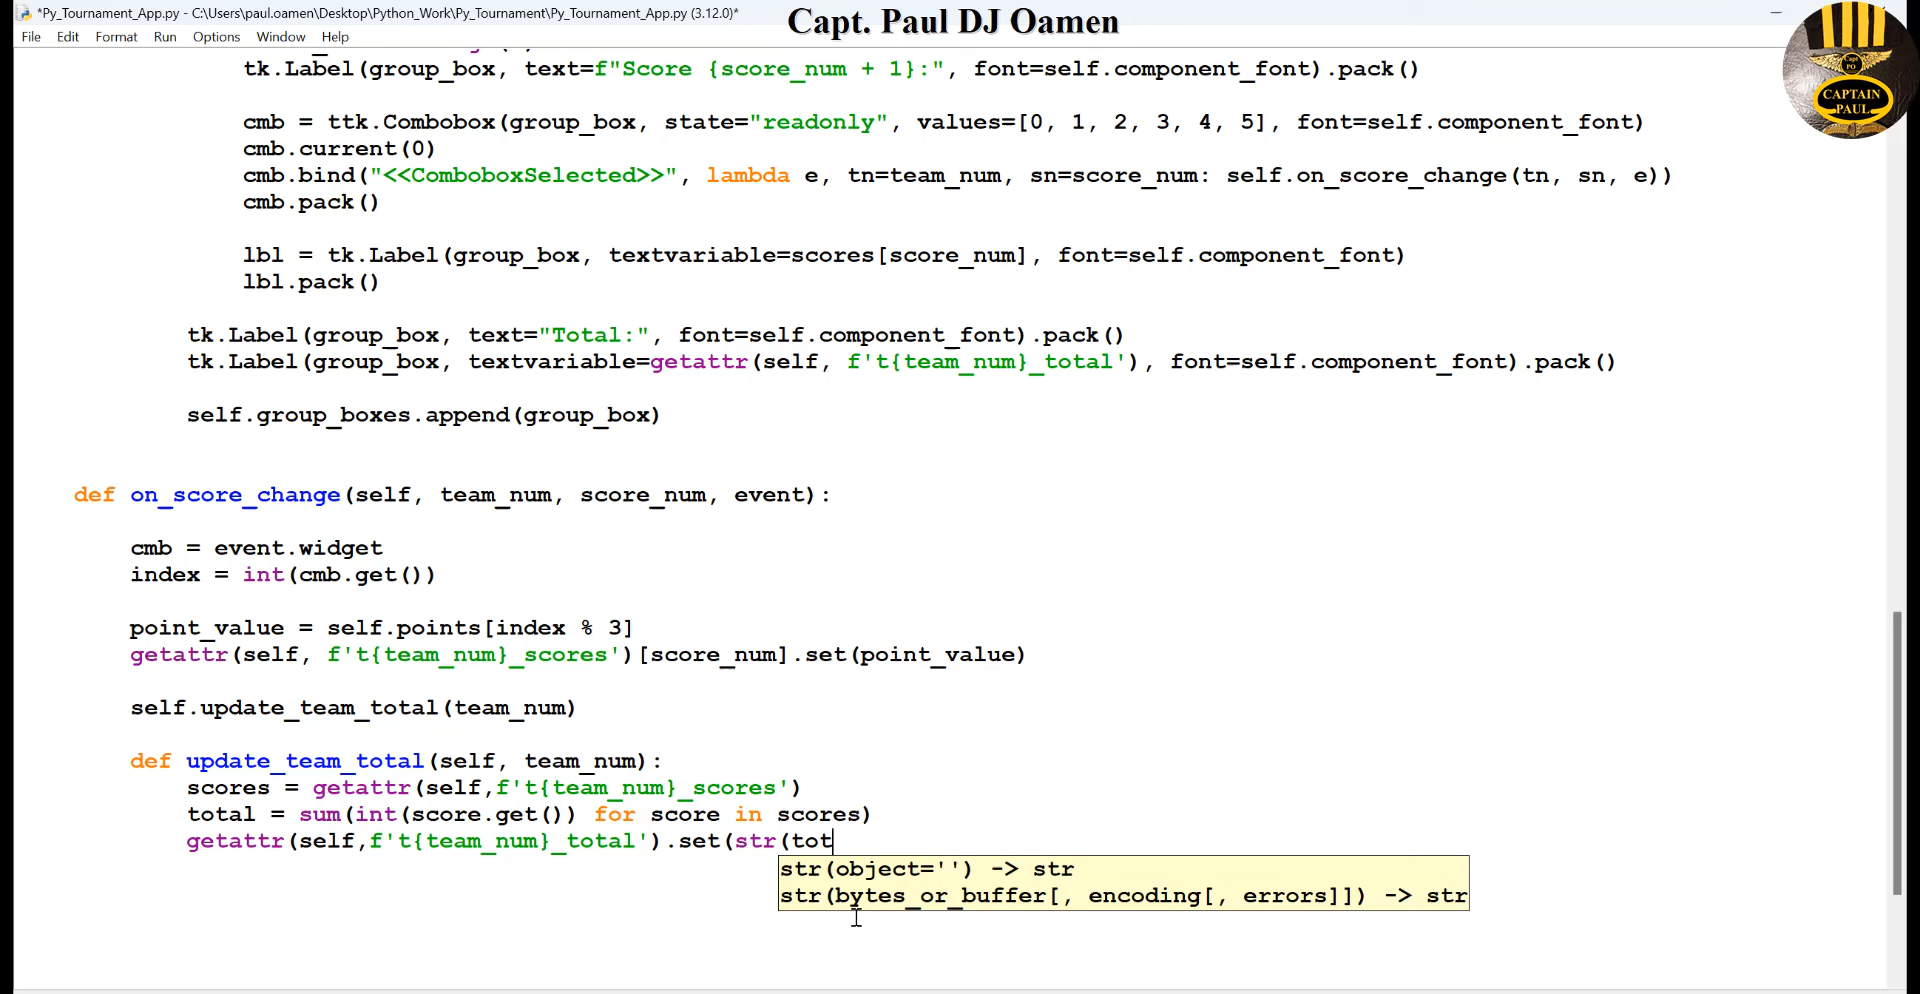 *Py_Tournament_App.py - C:\Users\paul.oamen\Desktop\Python_Work\Py_Tournament\Py_Tournament_App.py (3.12.0)*
Capt. Paul DJ Oamen
File Edit Format Run Options Window Help
tk.Label(group_box, text=f"Score {score_num + 1}:", font=self.component_font).pack()
Capt
PO
CAPTAIN
PAUL
cmb = ttk.Combobox(group_box, state="readonly", values=[0, 1, 2, 3, 4, 5], font=self.component_font)
cmb.current(0)
cmb.bind("<<ComboboxSelected>>", lambda e, tn=team_num, sn=score_num: self.on_score_change(tn, sn, e))
cmb.pack()
lbl = tk.Label(group_box, textvariable=scores[score_num], font=self.component_font)
lbl.pack()
tk.Label(group_box, text="Total:", font=self.component_font).pack()
tk.Label(group_box, textvariable=getattr(self, f't{team_num}_total'), font=self.component_font).pack()
self.group_boxes.append(group_box)
def on_score_change(self, team_num, score_num, event):
cmb = event.widget
index = int(cmb.get())
point_value = self.points[index % 3]
getattr(self, f't{team_num}_scores')[score_num].set(point_value)
self.update_team_total(team_num)
def update_team_total(self, team_num):
scores = getattr(self,f't{team_num}_scores')
total = sum(int(score.get()) for score in scores)
getattr(self,f't{team_num}_total').set(str(tot
str(object='') -> str
str(bytes_or_buffer[, encoding[, errors]]) -> str